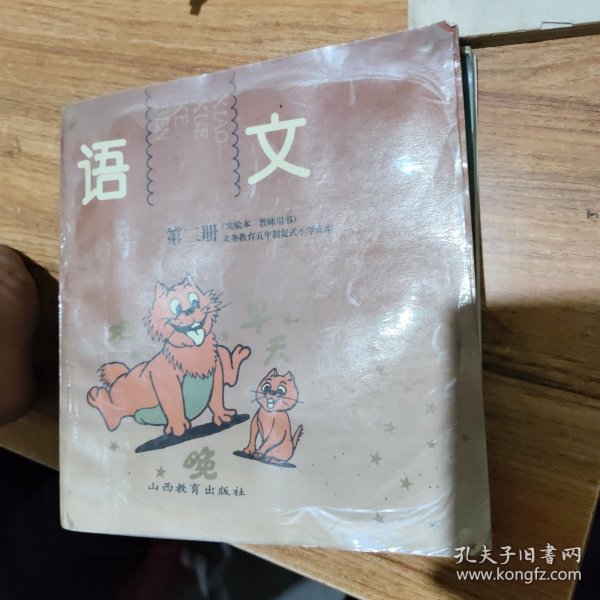 XIAO
XUE
KE
BEN
语文
第二册
（实验本 教师用书）
义务教育五年制复式小学课本
地
早
天
晚
山西教育出版社
孔夫子旧书网
www.kongfz.com